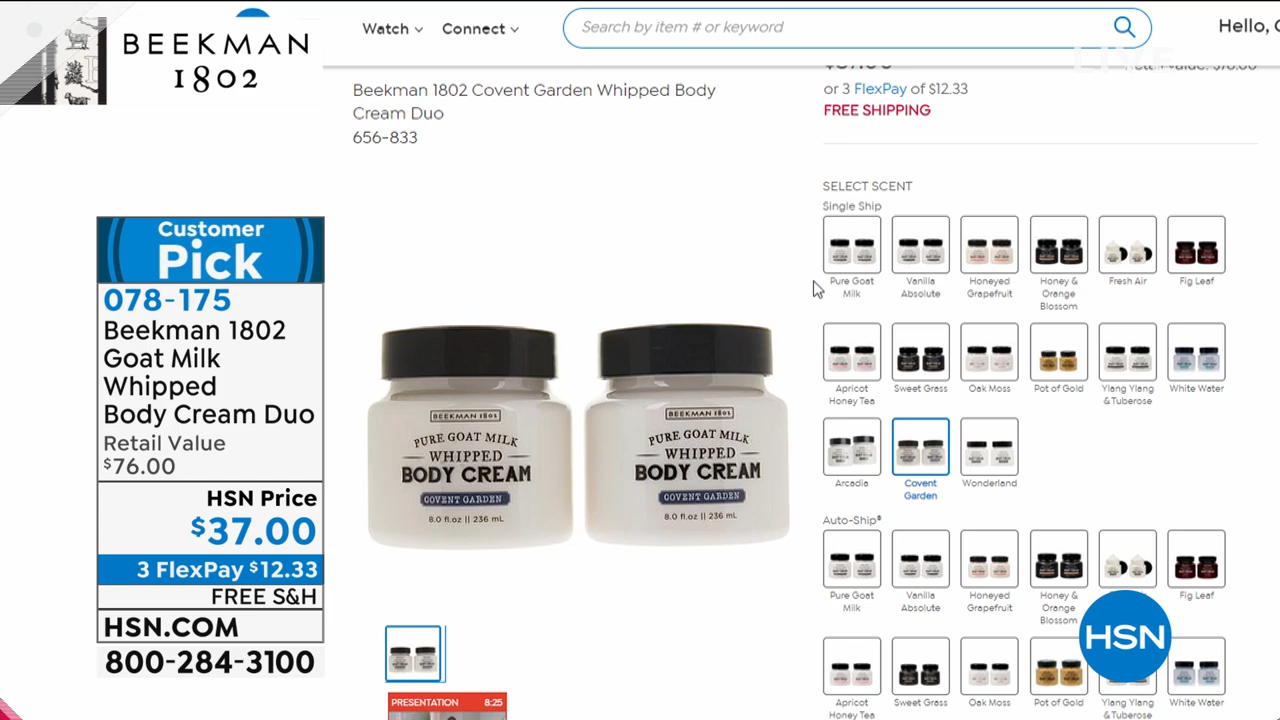 BEEKMAN
1802
Watch
Connect
Search by item # or keyword
Hello,
LIVE
Beekman 1802 Covent Garden Whipped Body
Cream Duo
656-833
or 3 FlexPay of $12.33
FREE SHIPPING
Customer
Pick
078-175
Beekman 1802
Goat Milk
Whipped
Body Cream Duo
Retail Value
$76.00
HSN Price
$37.00
3 FlexPay $12.33
FREE S&H
HSN.COM
800-284-3100
BEEKMAN 1802
PURE GOAT MILK
WHIPPED
BODY CREAM
COVENT GARDEN
8.0 fl.oz || 236 mL
BEEKMAN 1802
PURE GOAT MILK
WHIPPED
BODY CREAM
COVENT GARDEN
8.0 fl.oz || 236 mL
PRESENTATION 8:25
SELECT SCENT
Single Ship
Pure Goat Milk
Vanilla Absolute
Honeyed Grapefruit
Honey & Orange Blossom
Fresh Air
Fig Leaf
Apricot Honey Tea
Sweet Grass
Oak Moss
Pot of Gold
Ylang Ylang & Tuberose
White Water
Arcadia
Covent Garden
Wonderland
Auto-Ship®
Pure Goat Milk
Vanilla Absolute
Honeyed Grapefruit
Honey & Orange Blossom
Fig Leaf
HSN
Apricot Honey Tea
Sweet Grass
Oak Moss
Pot of Gold
& Tuberose
White Water